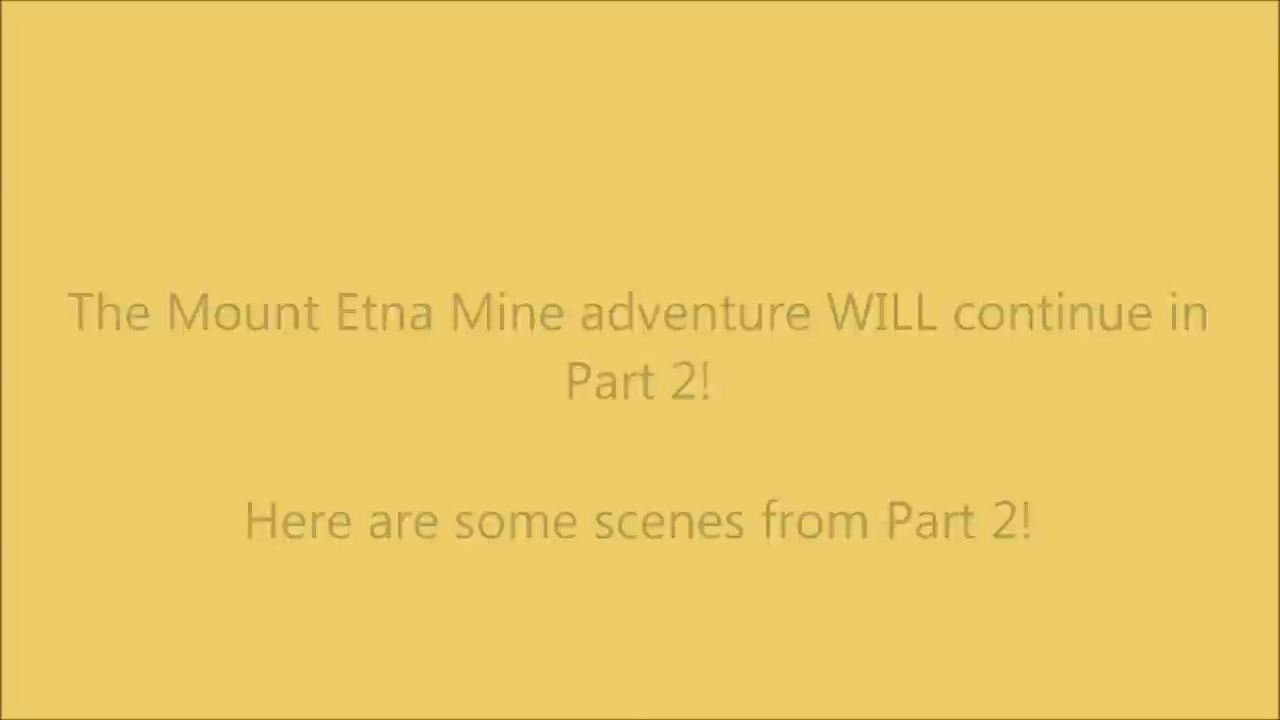 The Mount Etna Mine adventure WILL continue in
Part 2!
Here are some scenes from Part 2!